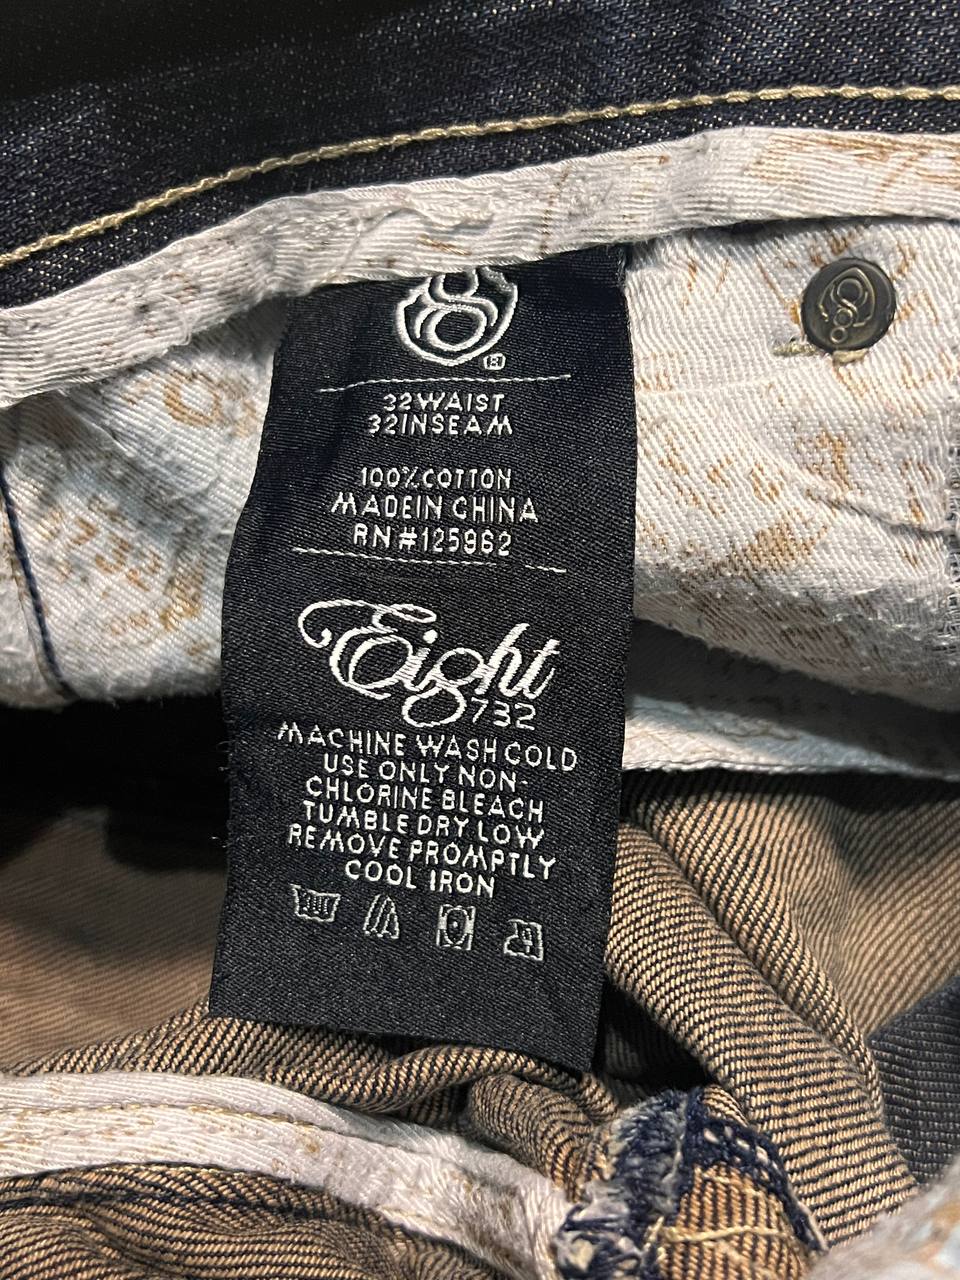 8
®
32WAIST
32INSEAM
100%COTTON
MADEIN CHINA
RN#125962
Eight
732
MACHINE WASH COLD
USE ONLY NON-
CHLORINE BLEACH
TUMBLE DRY LOW
REMOVE PROMPTLY
COOL IRON